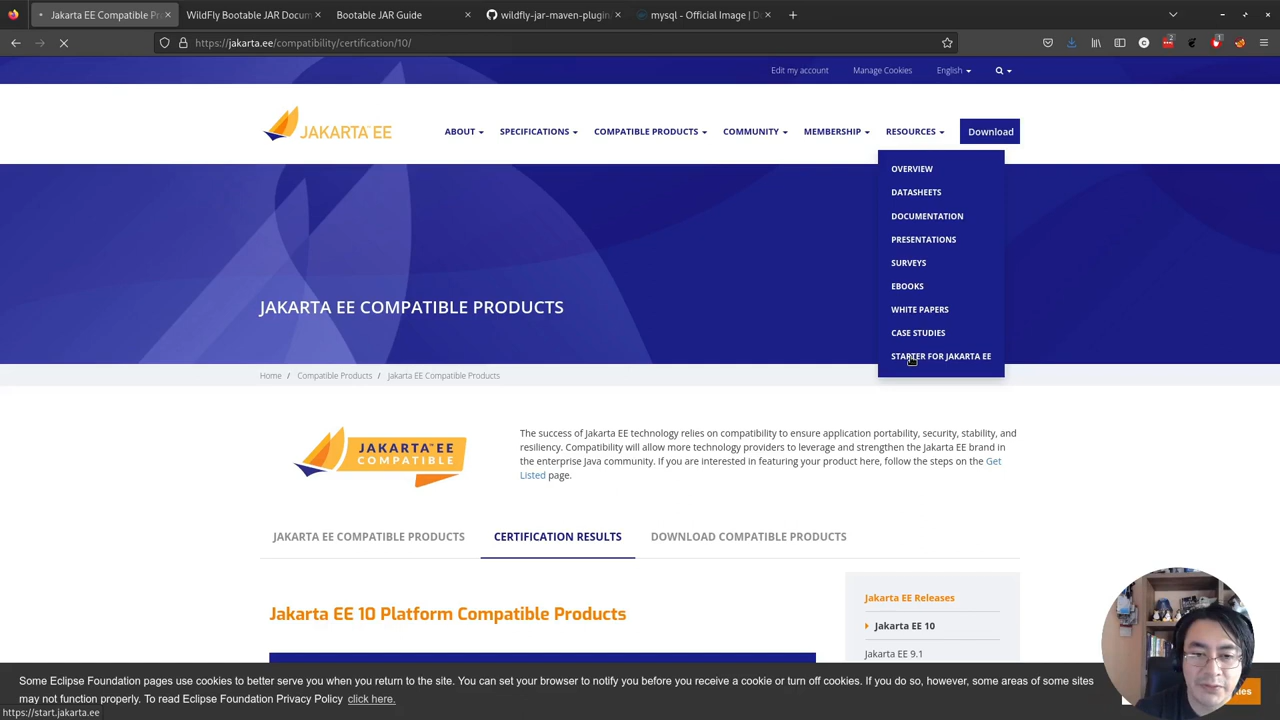 Jakarta EE Compatible Pr
WildFly Bootable JAR Docum
Bootable JAR Guide
wildfly-jar-maven-plugin
mysql - Official Image | D
https://jakarta.ee/compatibility/certification/10/
2
1
Edit my account
Manage Cookies
English
JAKARTA EE
ABOUT
SPECIFICATIONS
COMPATIBLE PRODUCTS
COMMUNITY
MEMBERSHIP
RESOURCES
Download
OVERVIEW
DATASHEETS
DOCUMENTATION
PRESENTATIONS
SURVEYS
EBOOKS
WHITE PAPERS
CASE STUDIES
STARTER FOR JAKARTA EE
JAKARTA EE COMPATIBLE PRODUCTS
Home / Compatible Products / Jakarta EE Compatible Products
JAKARTA™ EE
COMPATIBLE
The success of Jakarta EE technology relies on compatibility to ensure application portability, security, stability, and
resiliency. Compatibility will allow more technology providers to leverage and strengthen the Jakarta EE brand in
the enterprise Java community. If you are interested in featuring your product here, follow the steps on the Get
Listed page.
JAKARTA EE COMPATIBLE PRODUCTS
CERTIFICATION RESULTS
DOWNLOAD COMPATIBLE PRODUCTS
Jakarta EE 10 Platform Compatible Products
Jakarta EE Releases
Jakarta EE 10
Jakarta EE 9.1
Some Eclipse Foundation pages use cookies to better serve you when you return to the site. You can set your browser to notify you before you receive a cookie or turn off cookies. If you do so, however, some areas of some sites
may not function properly. To read Eclipse Foundation Privacy Policy click here.
https://start.jakarta.ee